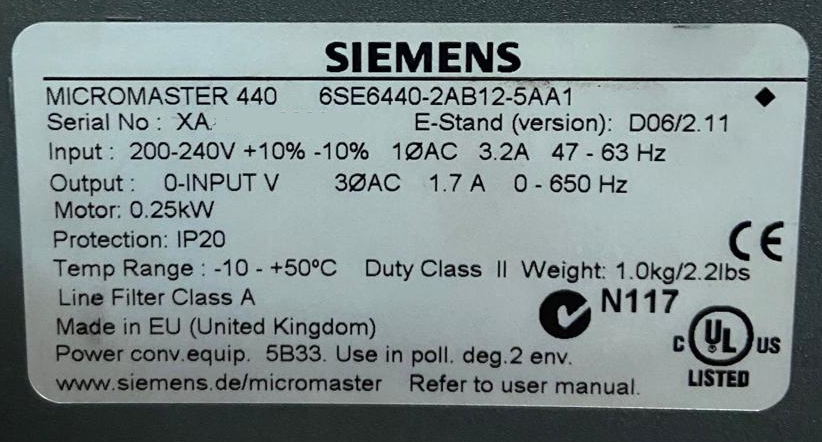 SIEMENS
MICROMASTER 440 6SE6440-2AB12-5AA1
Serial No : XA E-Stand (version): D06/2.11
Input : 200-240V +10% -10% 1ØAC 3.2A 47 - 63 Hz
Output : 0-INPUT V 3ØAC 1.7 A 0 - 650 Hz
Motor: 0.25kW
Protection: IP20
CE
Temp Range : -10 - +50ºC Duty Class II Weight: 1.0kg/2.2lbs
Line Filter Class A
N117
Made in EU (United Kingdom)
C UL US
LISTED
Power conv.equip. 5B33. Use in poll. deg.2 env.
www.siemens.de/micromaster Refer to user manual.